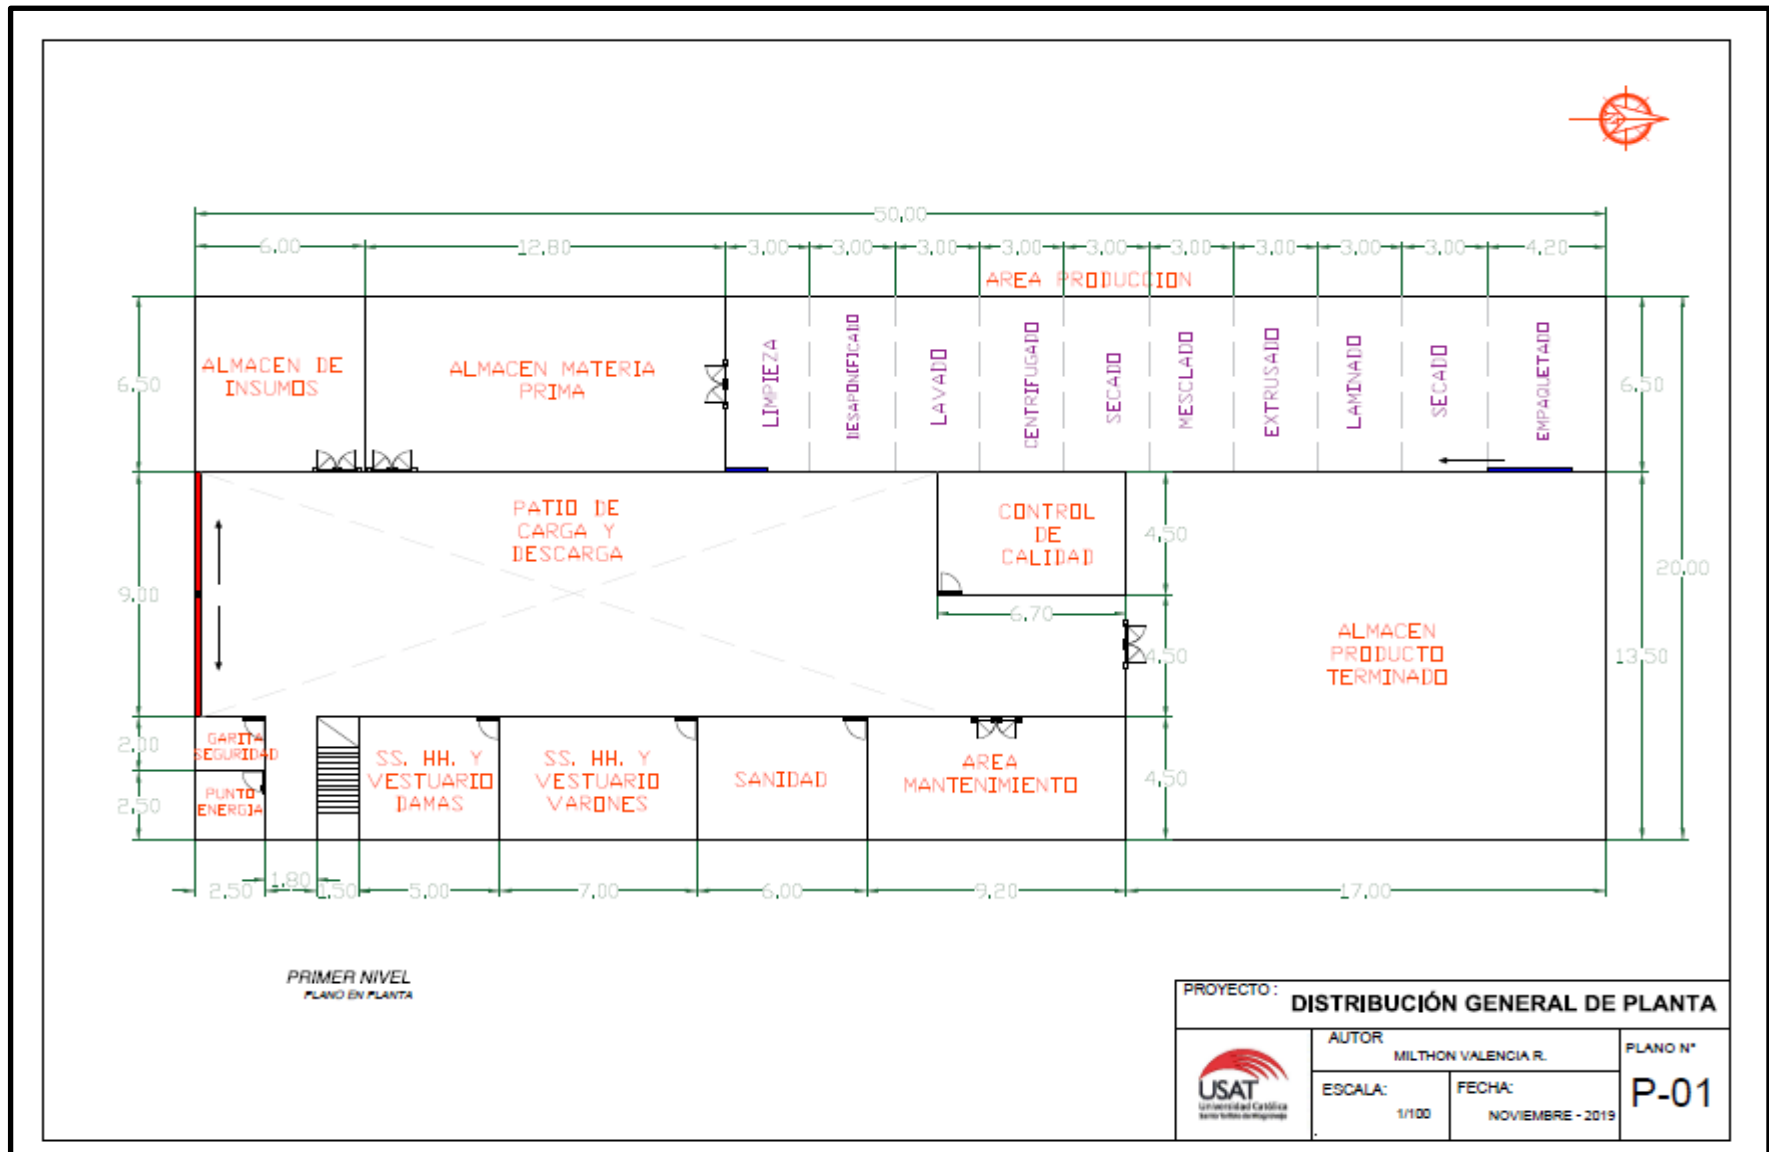 50,00
6,00 12,80 3,00 3,00 3,00 3,00 3,00 3,00 3,00 3,00 3,00 4,20
AREA PRODUCCION
ALMACEN DE
INSUMOS
ALMACEN MATERIA
PRIMA
LIMPIEZA
DESAPONIFICADO
LAVADO
CENTRIFUGADO
SECADO
MESCLADO
EXTRUSADO
LAMINADO
SECADO
EMPAQUETADO
6,50
6,50
PATIO DE
CARGA Y
DESCARGA
CONTROL
DE
CALIDAD
4,50
20,00
9,00
6,70
4,50
13,50
ALMACEN
PRODUCTO
TERMINADO
2,00
GARITA
SEGURIDAD
2,50
PUNTO
ENERGIA
SS. HH. Y
VESTUARIO
DAMAS
SS. HH. Y
VESTUARIO
VARONES
SANIDAD
AREA
MANTENIMIENTO
4,50
2,50 1,80 1,50 5,00 7,00 6,00 9,20 17,00
PRIMER NIVEL
PLANO EN PLANTA
PROYECTO :
DISTRIBUCIÓN GENERAL DE PLANTA
USAT
Universidad Católica
AUTOR
MILTHON VALENCIA R.
ESCALA:
1/100
FECHA:
NOVIEMBRE - 2019
PLANO N°
P-01